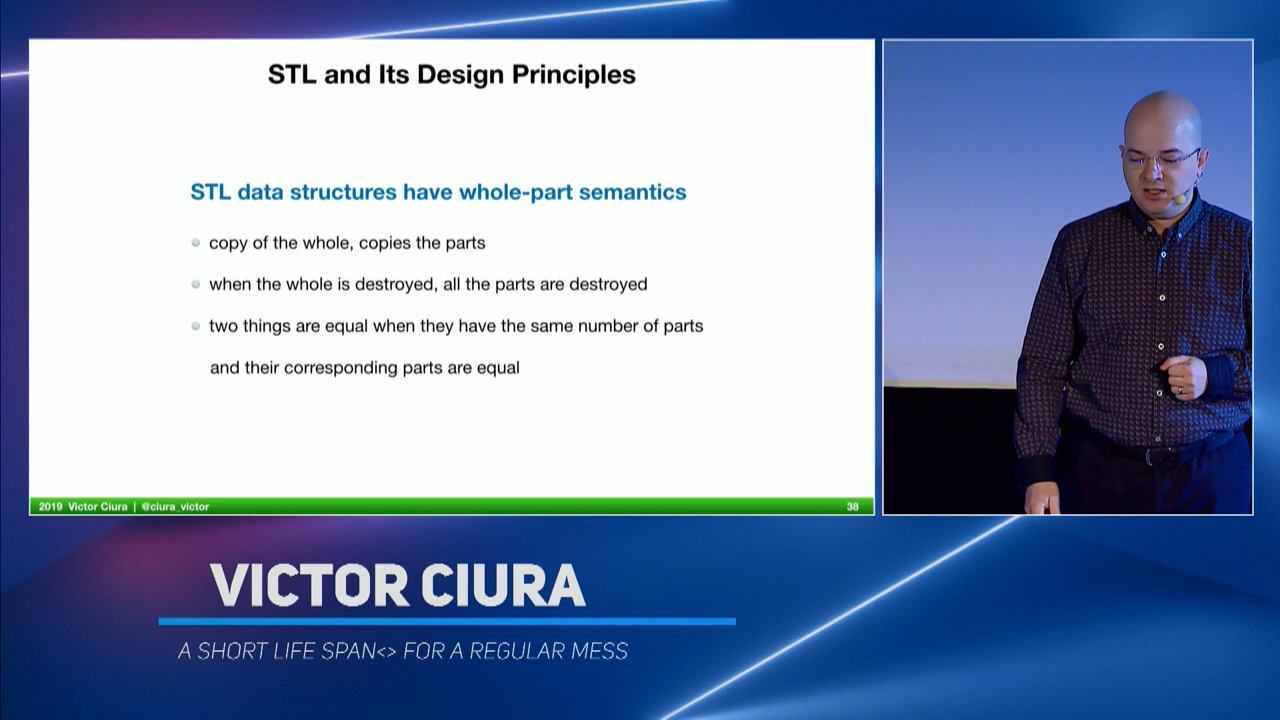 STL and Its Design Principles
STL data structures have whole-part semantics
copy of the whole, copies the parts
when the whole is destroyed, all the parts are destroyed
two things are equal when they have the same number of parts
and their corresponding parts are equal
2019 Victor Ciura | @ciura_victor
38
VICTOR CIURA
A SHORT LIFE SPAN<> FOR A REGULAR MESS